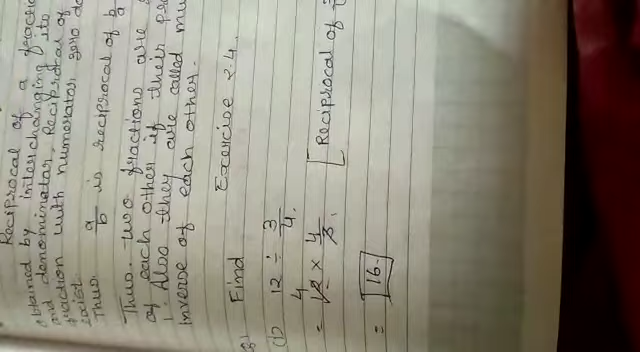 Reciprocal of a fraction
obtained by interchanging its
and denominator. Reciprocal of
fraction with numerator zero do
exist.
Thus a/b is reciprocal of b/a
Thus two fractions are
of each other if their
1. Also they are called
inverse of each other.
Exercise 2.4
Find
(1) 12 ÷ 3/4.
= 12 × 4/3. 4 [Reciprocal of
= 16.